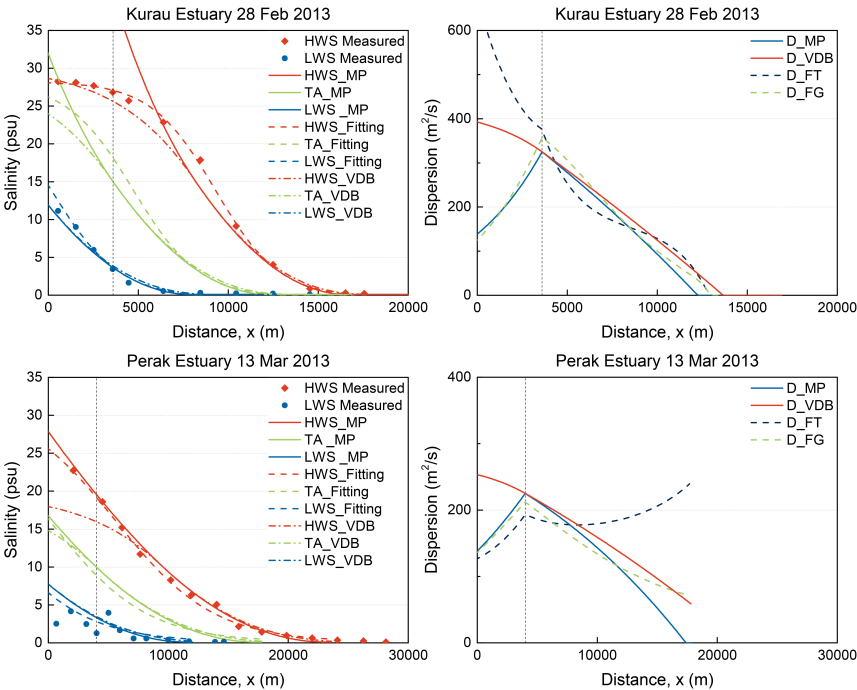 Kurau Estuary 28 Feb 2013
Salinity (psu)
35
30
25
20
15
10
5
0
0 5000 10000 15000 20000
Distance, x (m)
HWS Measured
LWS Measured
HWS_MP
TA_MP
LWS _MP
HWS_Fitting
TA_Fitting
LWS_Fitting
HWS_VDB
TA_VDB
LWS_VDB
Kurau Estuary 28 Feb 2013
Dispersion (m²/s)
600
400
200
0
0 5000 10000 15000 20000
Distance, x (m)
D_MP
D_VDB
D_FT
D_FG
Perak Estuary 13 Mar 2013
Salinity (psu)
35
30
25
20
15
10
5
0
0 10000 20000 30000
Distance, x (m)
HWS Measured
LWS Measured
HWS_MP
TA _MP
LWS_MP
HWS_Fitting
TA_Fitting
LWS_Fitting
HWS_VDB
TA_VDB
LWS_VDB
Perak Estuary 13 Mar 2013
Dispersion (m²/s)
400
200
0
0 10000 20000 30000
Distance, x (m)
D_MP
D_VDB
D_FT
D_FG